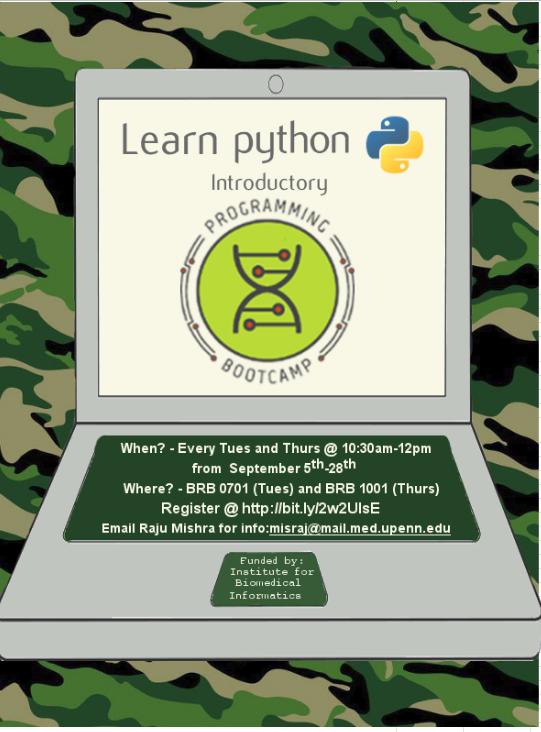 Learn python
Introductory
PROGRAMMING
BOOTCAMP
When? - Every Tues and Thurs @ 10:30am-12pm
from September 5th-28th
Where? - BRB 0701 (Tues) and BRB 1001 (Thurs)
Register @ http://bit.ly/2w2UIsE
Email Raju Mishra for info:misraj@mail.med.upenn.edu
Funded by:
Institute for
Biomedical
Informatics